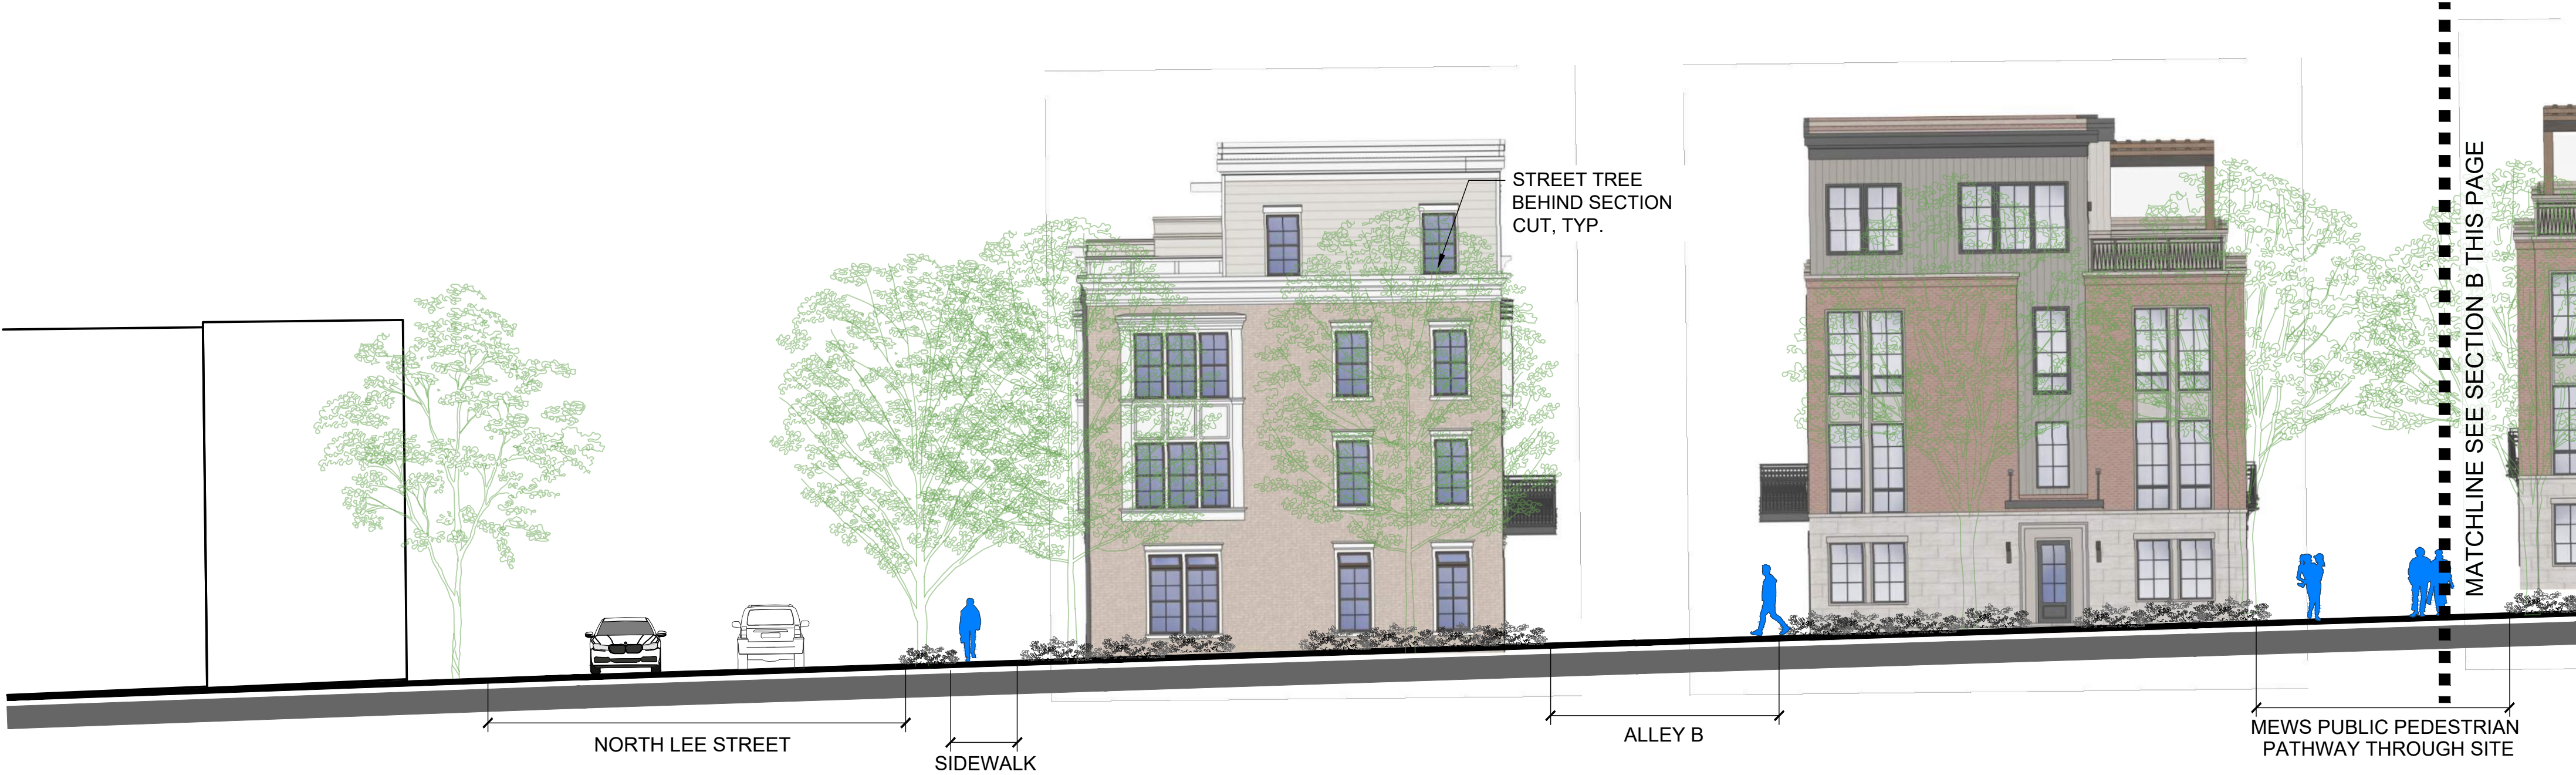 STREET TREE
BEHIND SECTION
CUT, TYP.
MATCHLINE SEE SECTION B THIS PAGE
NORTH LEE STREET
SIDEWALK
ALLEY B
MEWS PUBLIC PEDESTRIAN
PATHWAY THROUGH SITE